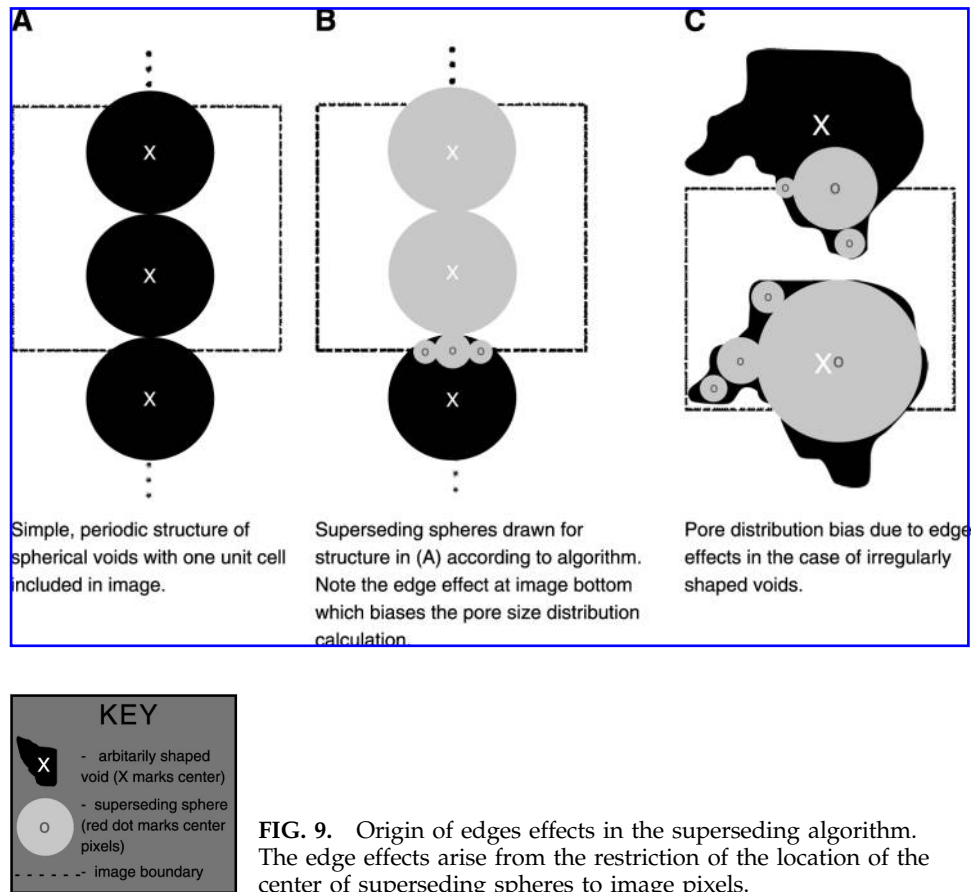 A
B
C
X
X
X
X
X
X
o o o
X
o
o
o
o
X o
o
o
Simple, periodic structure of
spherical voids with one unit cell
included in image.
Superseding spheres drawn for
structure in (A) according to algorithm.
Note the edge effect at image bottom
which biases the pore size distribution
calculation.
Pore distribution bias due to edge
effects in the case of irregularly
shaped voids.
KEY
X
- arbitarily shaped
void (X marks center)
o
- superseding sphere
(red dot marks center
pixels)
- image boundary
FIG. 9. Origin of edges effects in the superseding algorithm.
The edge effects arise from the restriction of the location of the
center of superseding spheres to image pixels.